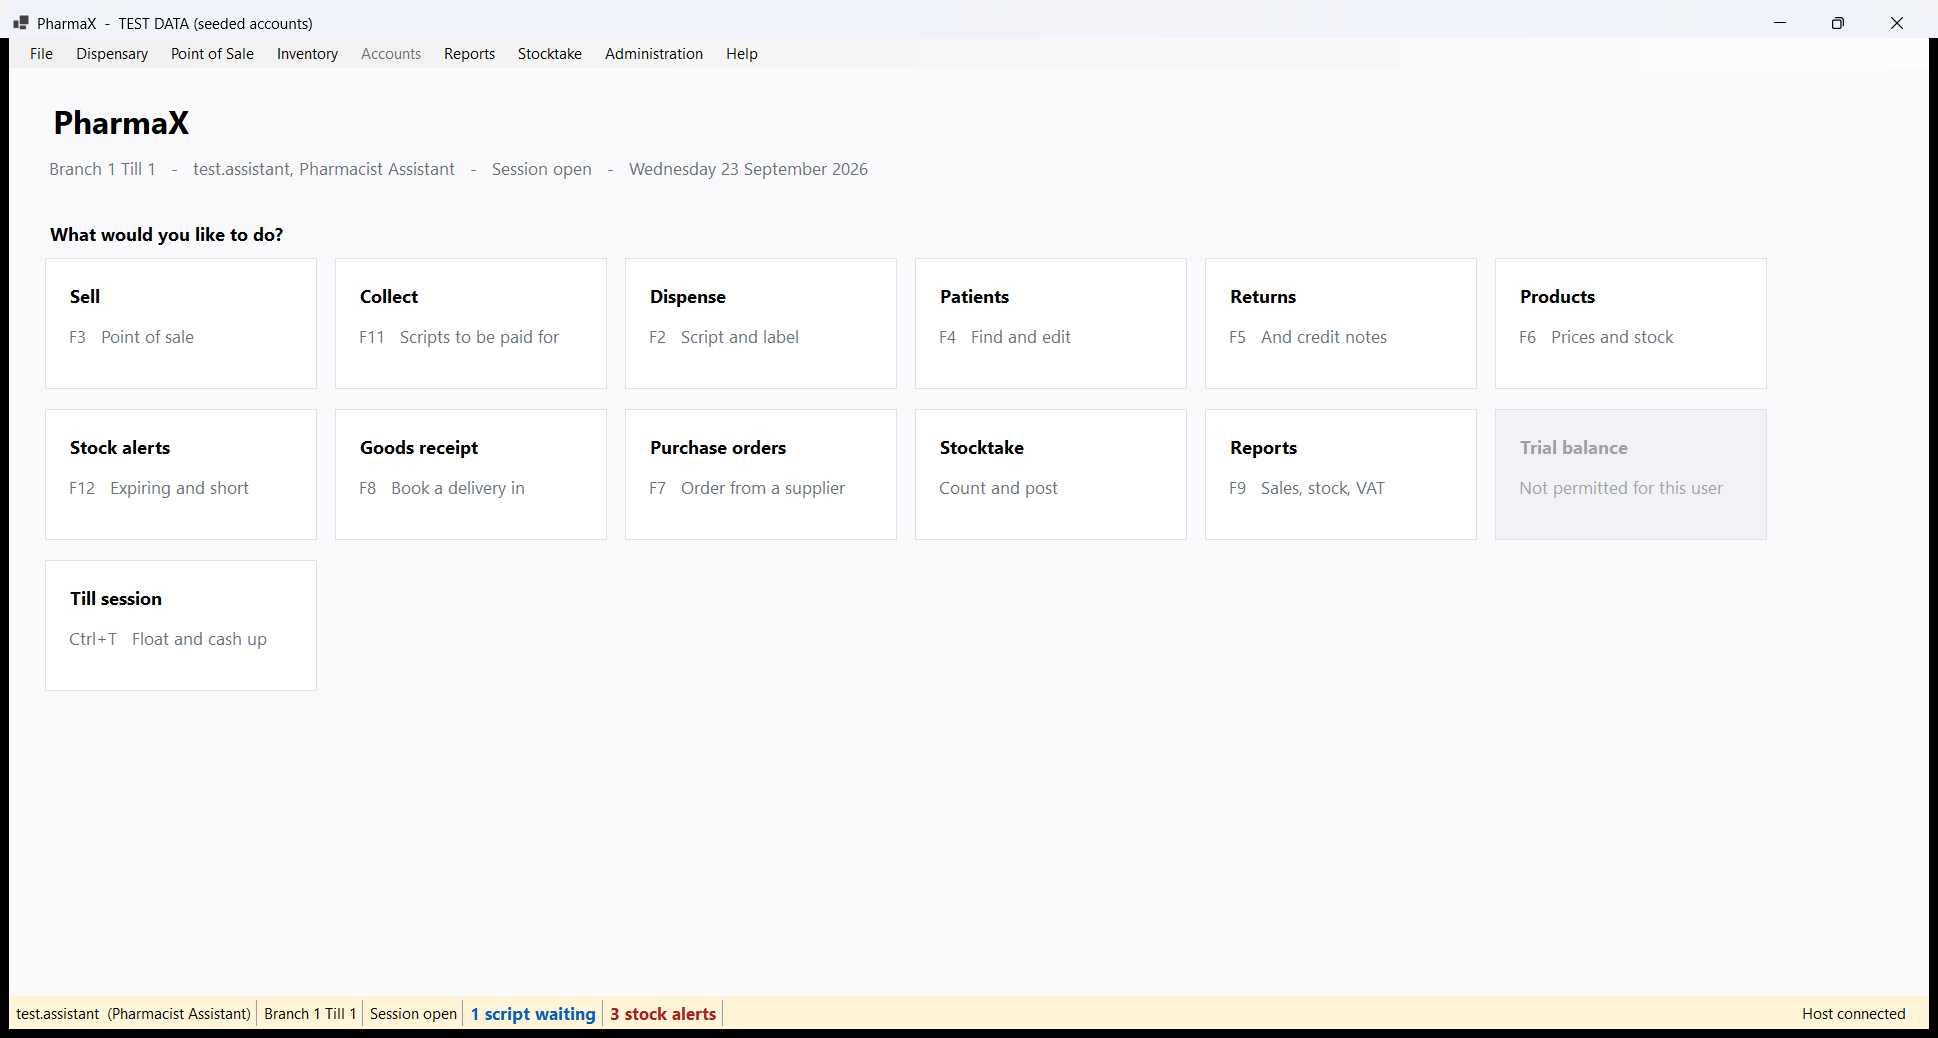 PharmaX - TEST DATA (seeded accounts)
File Dispensary Point of Sale Inventory Accounts Reports Stocktake Administration Help
PharmaX
Branch 1 Till 1 - test.assistant, Pharmacist Assistant - Session open - Wednesday 23 September 2026
What would you like to do?
Sell
F3 Point of sale
Collect
F11 Scripts to be paid for
Dispense
F2 Script and label
Patients
F4 Find and edit
Returns
F5 And credit notes
Products
F6 Prices and stock
Stock alerts
F12 Expiring and short
Goods receipt
F8 Book a delivery in
Purchase orders
F7 Order from a supplier
Stocktake
Count and post
Reports
F9 Sales, stock, VAT
Trial balance
Not permitted for this user
Till session
Ctrl+T Float and cash up
test.assistant (Pharmacist Assistant) Branch 1 Till 1 Session open 1 script waiting 3 stock alerts Host connected